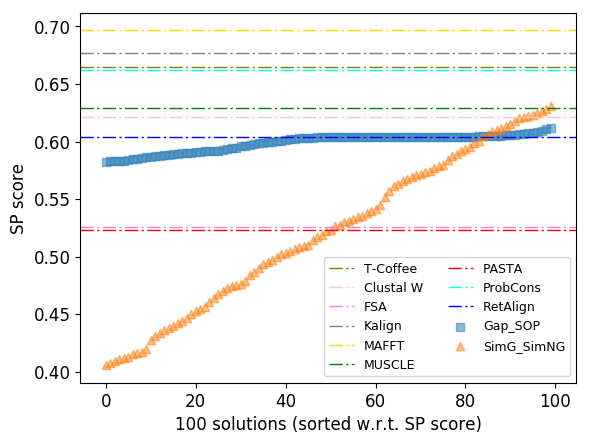 0.70
0.65
0.60
0.55
0.50
0.45
0.40
SP score
T-Coffee
Clustal W
FSA
Kalign
MAFFT
MUSCLE
PASTA
ProbCons
RetAlign
Gap_SOP
SimG_SimNG
0 20 40 60 80 100
100 solutions (sorted w.r.t. SP score)